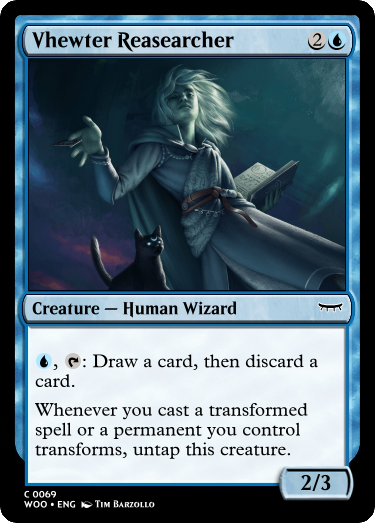 Vhewter Reasearcher 2
Creature — Human Wizard
, : Draw a card, then discard a
card.
Whenever you cast a transformed
spell or a permanent you control
transforms, untap this creature.
2/3
C 0069
WOO • ENG Tim Barzollo